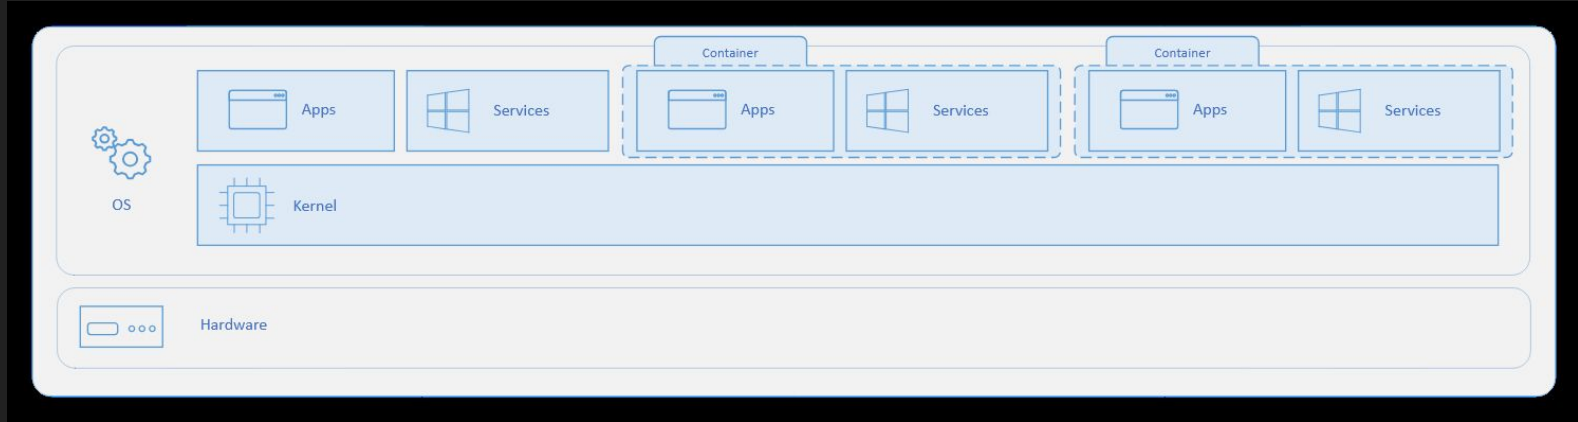 Container
Container
Apps
Services
Apps
Services
Apps
Services
OS
Kernel
Hardware